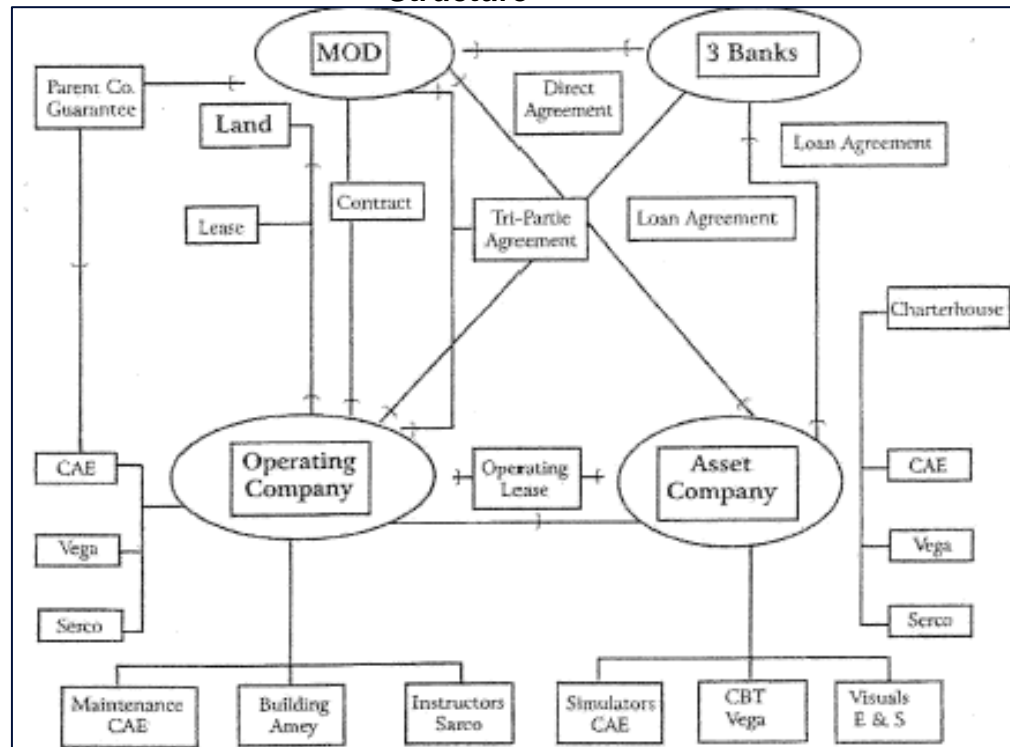 Structure
MOD
3 Banks
Parent Co.
Guarantee
Direct
Agreement
Land
Loan Agreement
Contract
Lease
Tri-Partie
Agreement
Loan Agreement
Charterhouse
CAE
Operating
Company
Operating
Lease
Asset
Company
CAE
Vega
Vega
Serco
Serco
Maintenance
CAE
Building
Amey
Instructors
Sarco
Simulators
CAE
CBT
Vega
Visuals
E & S